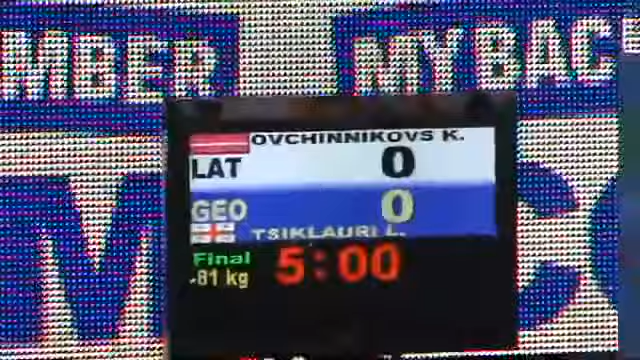 MBER MYBAC
OVCHINNIKOVS K.
LAT 0
GEO 0
TSIKLAURI L.
Final 5:00
-81 kg